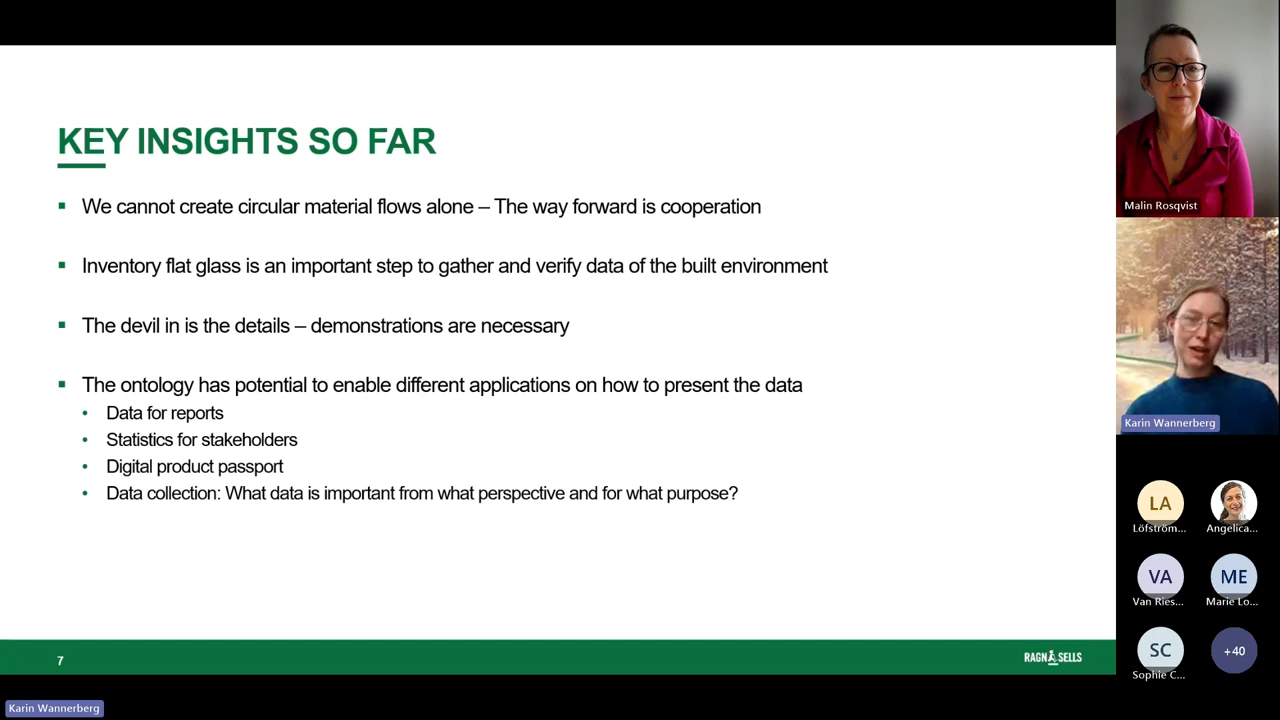 KEY INSIGHTS SO FAR
We cannot create circular material flows alone – The way forward is cooperation
Inventory flat glass is an important step to gather and verify data of the built environment
The devil in is the details – demonstrations are necessary
The ontology has potential to enable different applications on how to present the data
Data for reports
Statistics for stakeholders
Digital product passport
Data collection: What data is important from what perspective and for what purpose?
7
RAGN SELLS
Karin Wannerberg
Malin Rosqvist
Karin Wannerberg
LA
Löfström...
Angelica...
VA
Van Ries...
ME
Marie Lo...
SC
Sophie C...
+40